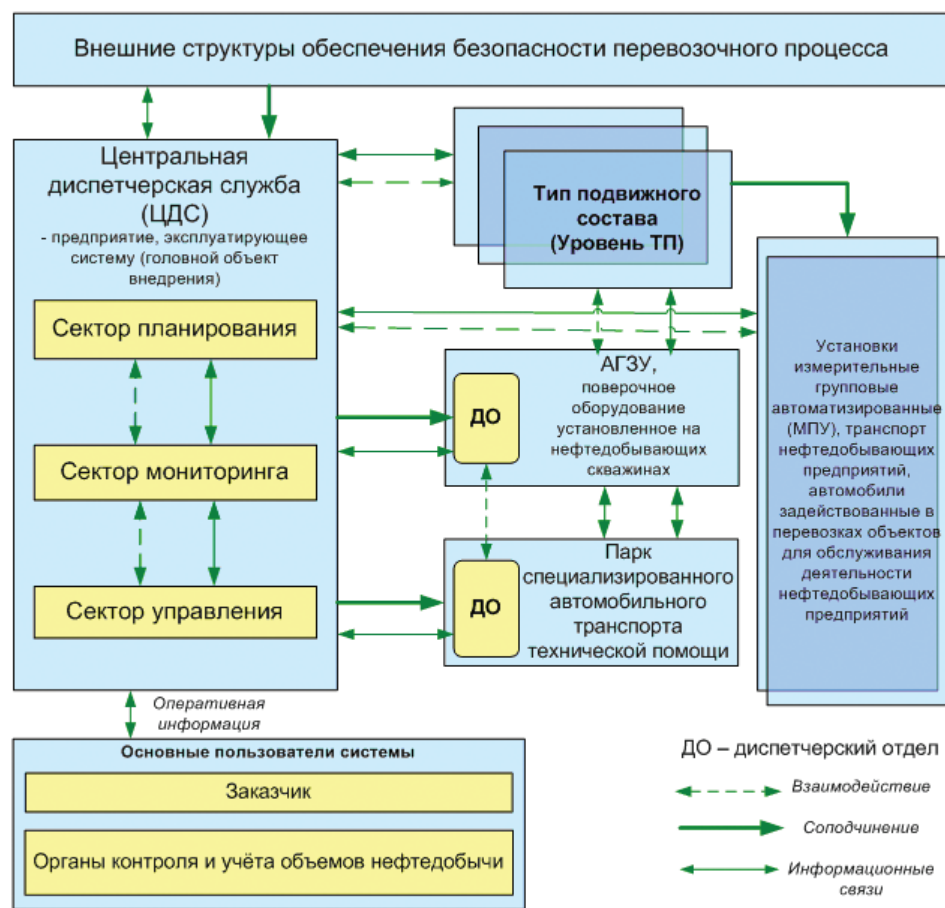 Внешние структуры обеспечения безопасности перевозочного процесса
Центральная
диспетчерская служба
(ЦДС)
- предприятие, эксплуатирующее
систему (головной объект
внедрения)
Сектор планирования
Сектор мониторинга
Сектор управления
Тип подвижного
состава
(Уровень ТП)
АГЗУ,
поверочное
оборудование
установленное на
нефтедобывающих
скважинах
ДО
Парк
специализированного
автомобильного
транспорта
технической помощи
ДО
Установки
измерительные
групповые
автоматизированные
(МПУ), транспорт
нефтедобывающих
предприятий,
автомобили
задействованные в
перевозках объектов
для обслуживания
деятельности
нефтедобывающих
предприятий
Оперативная
информация
Основные пользователи системы
Заказчик
Органы контроля и учёта объемов нефтедобычи
ДО – диспетчерский отдел
Взаимодействие
Соподчинение
Информационные
связи